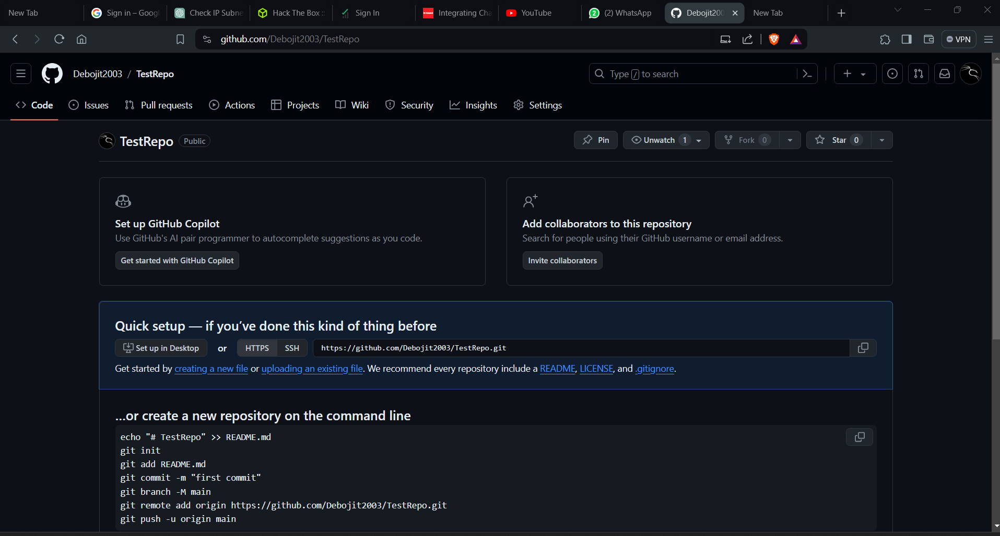 New Tab
Sign in – Googl
Check IP Subne
Hack The Box ::
Sign In
Integrating Cha
YouTube
(2) WhatsApp
Debojit200
New Tab
github.com/Debojit2003/TestRepo
VPN
Debojit2003 / TestRepo
Type / to search
Code
Issues
Pull requests
Actions
Projects
Wiki
Security
Insights
Settings
TestRepo Public
Pin
Unwatch 1
Fork 0
Star 0
Set up GitHub Copilot
Use GitHub's AI pair programmer to autocomplete suggestions as you code.
Get started with GitHub Copilot
Add collaborators to this repository
Search for people using their GitHub username or email address.
Invite collaborators
Quick setup — if you’ve done this kind of thing before
Set up in Desktop or HTTPS SSH https://github.com/Debojit2003/TestRepo.git
Get started by creating a new file or uploading an existing file. We recommend every repository include a README, LICENSE, and .gitignore.
…or create a new repository on the command line
echo "# TestRepo" >> README.md
git init
git add README.md
git commit -m "first commit"
git branch -M main
git remote add origin https://github.com/Debojit2003/TestRepo.git
git push -u origin main